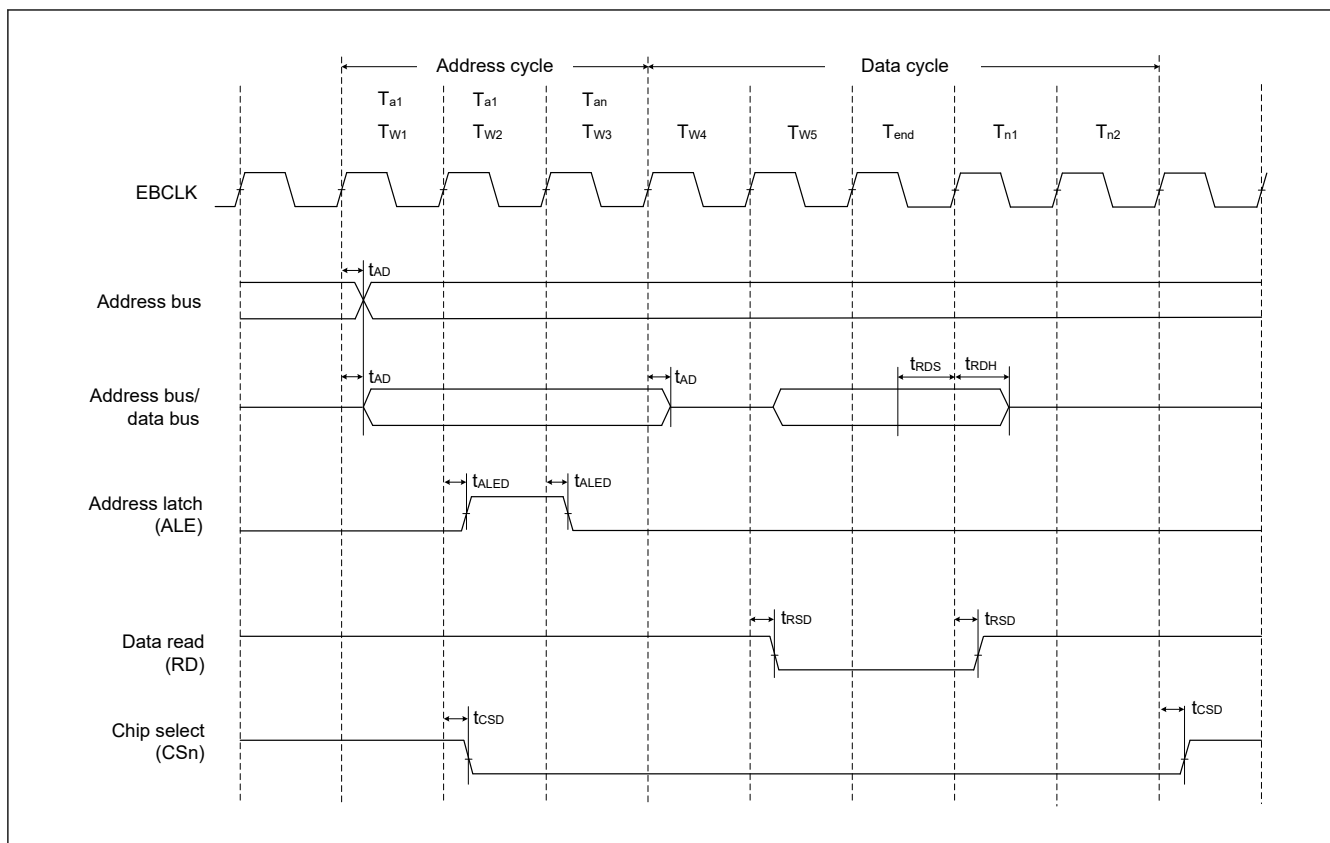 Address cycle Data cycle
Ta1 Ta1 Tan
TW1 TW2 TW3 TW4 TW5 Tend Tn1 Tn2
EBCLK
tAD
Address bus
tRDS tRDH
tAD tAD
Address bus/
data bus
tALED tALED
Address latch
(ALE)
tRSD tRSD
Data read
(RD)
tCSD tCSD
Chip select
(CSn)